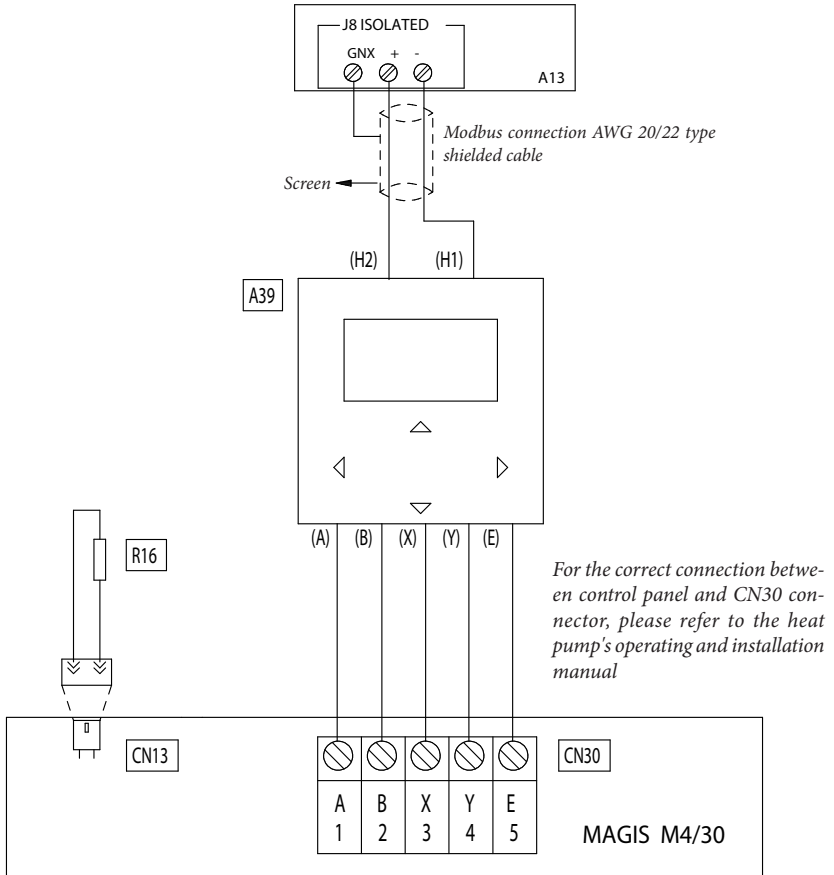 J8 ISOLATED
GNX + -
A13
Modbus connection AWG 20/22 type
shielded cable
Screen
(H2) (H1)
A39
(A) (B) (X) (Y) (E)
R16
For the correct connection betwe-
en control panel and CN30 con-
nector, please refer to the heat
pump's operating and installation
manual
CN13
CN30
A B X Y E
1 2 3 4 5
MAGIS M4/30